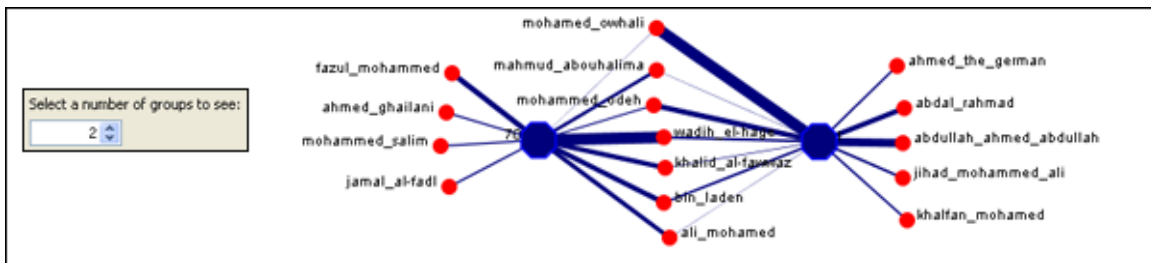 mohamed_owhali
fazul_mohammed
mahmud_abouhalima
ahmed_the_german
Select a number of groups to see:
2
ahmed_ghailani
mohammed_odeh
abdal_rahmad
mohammed_salim
wadih_el-hage
abdullah_ahmed_abdullah
jamal_al-fadl
khalid_al-fawwaz
jihad_mohammed_ali
bin_laden
khalfan_mohamed
ali_mohamed